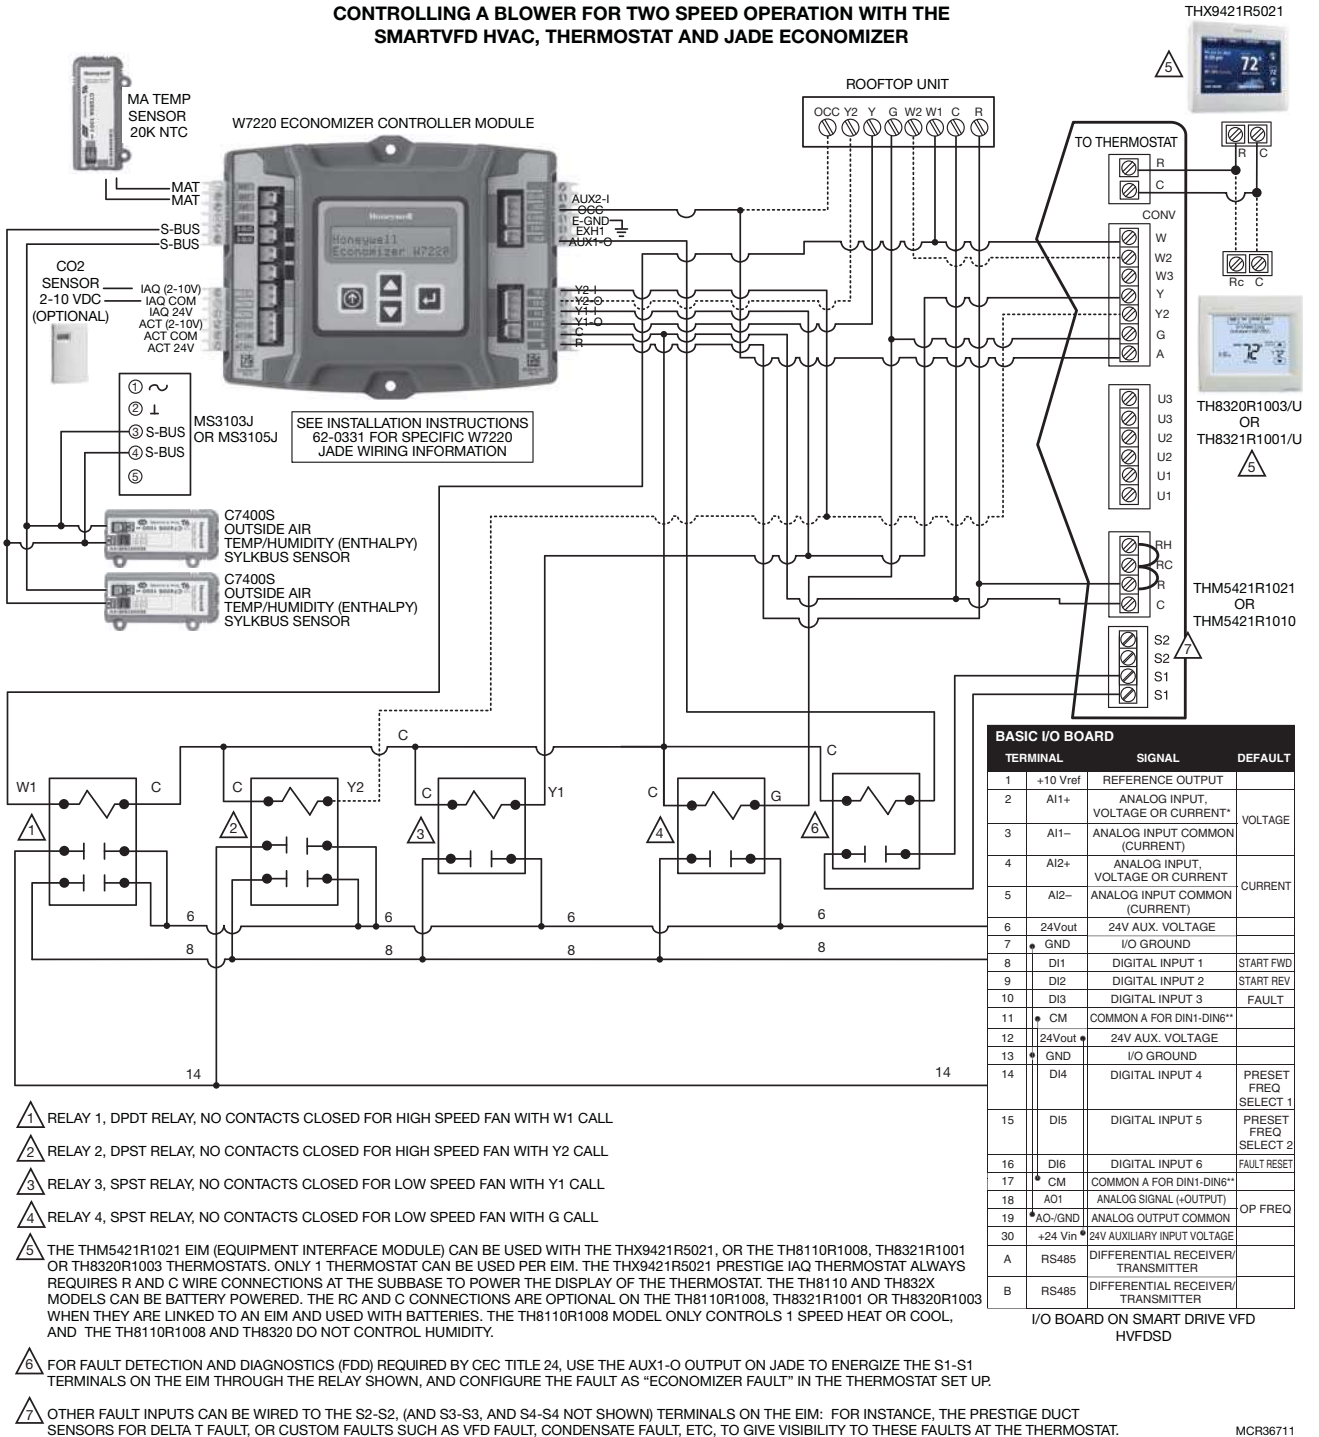 CONTROLLING A BLOWER FOR TWO SPEED OPERATION WITH THE
SMARTVFD HVAC, THERMOSTAT AND JADE ECONOMIZER
THX9421R5021
5
72
MA TEMP
SENSOR
20K NTC
W7220 ECONOMIZER CONTROLLER MODULE
ROOFTOP UNIT
OCC Y2 Y G W2 W1 C R
TO THERMOSTAT
R
C
R C
MAT
MAT
S-BUS
S-BUS
Honeywell
Honeywell
Economizer W7220
AUX2-I
OCC
E-GND
EXH1
AUX1-O
CONV
W
W2
W3
Y
Y2
G
A
Rc C
CO2
SENSOR
2-10 VDC
(OPTIONAL)
IAQ (2-10V)
IAQ COM
IAQ 24V
ACT (2-10V)
ACT COM
ACT 24V
Y2-I
Y2-O
Y1-I
Y1-O
C
R
72
TH8320R1003/U
OR
TH8321R1001/U
5
1
2
3 S-BUS
4 S-BUS
5
MS3103J
OR MS3105J
SEE INSTALLATION INSTRUCTIONS
62-0331 FOR SPECIFIC W7220
JADE WIRING INFORMATION
U3
U3
U2
U2
U1
U1
C7400S
OUTSIDE AIR
TEMP/HUMIDITY (ENTHALPY)
SYLKBUS SENSOR
C7400S
OUTSIDE AIR
TEMP/HUMIDITY (ENTHALPY)
SYLKBUS SENSOR
RH
RC
R
C
THM5421R1021
OR
THM5421R1010
S2
S2
S1
S1
7
C
C
W1 C C Y2 C Y1 C G
1 2 3 4 6
6 6 6 6
8 8 8 8
14 14
BASIC I/O BOARD
TERMINAL SIGNAL DEFAULT
1 +10 Vref REFERENCE OUTPUT
2 AI1+ ANALOG INPUT, VOLTAGE OR CURRENT*
VOLTAGE
3 AI1– ANALOG INPUT COMMON (CURRENT)
4 AI2+ ANALOG INPUT, VOLTAGE OR CURRENT
CURRENT
5 AI2– ANALOG INPUT COMMON (CURRENT)
6 24Vout 24V AUX. VOLTAGE
7 GND I/O GROUND
8 DI1 DIGITAL INPUT 1 START FWD
9 DI2 DIGITAL INPUT 2 START REV
10 DI3 DIGITAL INPUT 3 FAULT
11 CM COMMON A FOR DIN1-DIN6**
12 24Vout 24V AUX. VOLTAGE
13 GND I/O GROUND
14 DI4 DIGITAL INPUT 4 PRESET FREQ SELECT 1
15 DI5 DIGITAL INPUT 5 PRESET FREQ SELECT 2
16 DI6 DIGITAL INPUT 6 FAULT RESET
17 CM COMMON A FOR DIN1-DIN6**
18 AO1 ANALOG SIGNAL (+OUTPUT)
OP FREQ
19 AO-/GND ANALOG OUTPUT COMMON
30 +24 Vin 24V AUXILIARY INPUT VOLTAGE
A RS485 DIFFERENTIAL RECEIVER/ TRANSMITTER
B RS485 DIFFERENTIAL RECEIVER/ TRANSMITTER
I/O BOARD ON SMART DRIVE VFD
HVFDSD
1 RELAY 1, DPDT RELAY, NO CONTACTS CLOSED FOR HIGH SPEED FAN WITH W1 CALL
2 RELAY 2, DPST RELAY, NO CONTACTS CLOSED FOR HIGH SPEED FAN WITH Y2 CALL
3 RELAY 3, SPST RELAY, NO CONTACTS CLOSED FOR LOW SPEED FAN WITH Y1 CALL
4 RELAY 4, SPST RELAY, NO CONTACTS CLOSED FOR LOW SPEED FAN WITH G CALL
5 THE THM5421R1021 EIM (EQUIPMENT INTERFACE MODULE) CAN BE USED WITH THE THX9421R5021, OR THE TH8110R1008, TH8321R1001
OR TH8320R1003 THERMOSTATS. ONLY 1 THERMOSTAT CAN BE USED PER EIM. THE THX9421R5021 PRESTIGE IAQ THERMOSTAT ALWAYS
REQUIRES R AND C WIRE CONNECTIONS AT THE SUBBASE TO POWER THE DISPLAY OF THE THERMOSTAT. THE TH8110 AND TH832X
MODELS CAN BE BATTERY POWERED. THE RC AND C CONNECTIONS ARE OPTIONAL ON THE TH8110R1008, TH8321R1001 OR TH8320R1003
WHEN THEY ARE LINKED TO AN EIM AND USED WITH BATTERIES. THE TH8110R1008 MODEL ONLY CONTROLS 1 SPEED HEAT OR COOL,
AND THE TH8110R1008 AND TH8320 DO NOT CONTROL HUMIDITY.
6 FOR FAULT DETECTION AND DIAGNOSTICS (FDD) REQUIRED BY CEC TITLE 24, USE THE AUX1-O OUTPUT ON JADE TO ENERGIZE THE S1-S1
TERMINALS ON THE EIM THROUGH THE RELAY SHOWN, AND CONFIGURE THE FAULT AS “ECONOMIZER FAULT” IN THE THERMOSTAT SET UP.
7 OTHER FAULT INPUTS CAN BE WIRED TO THE S2-S2, (AND S3-S3, AND S4-S4 NOT SHOWN) TERMINALS ON THE EIM: FOR INSTANCE, THE PRESTIGE DUCT
SENSORS FOR DELTA T FAULT, OR CUSTOM FAULTS SUCH AS VFD FAULT, CONDENSATE FAULT, ETC, TO GIVE VISIBILITY TO THESE FAULTS AT THE THERMOSTAT.
MCR36711